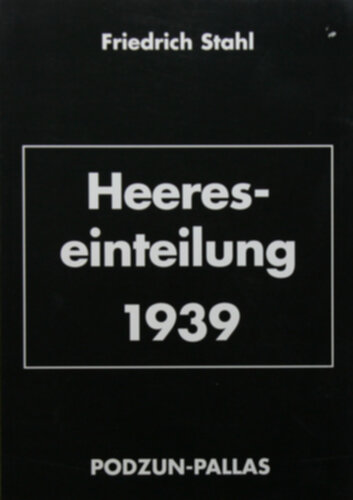 Friedrich Stahl
Heeres-
einteilung
1939
PODZUN-PALLAS